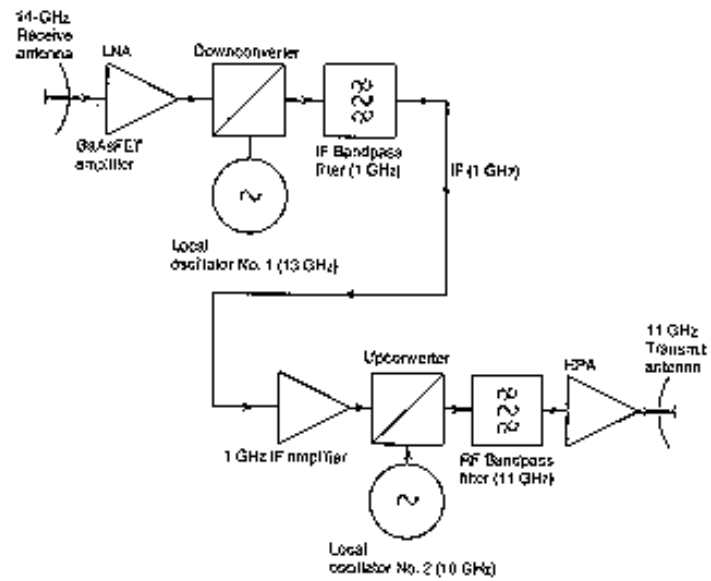 14-GHz
Receive
antenna
LNA
GaAsFET
amplifier
Downconverter
IF Bandpass
filter (1 GHz)
IF (1 GHz)
Local
oscillator No. 1 (13 GHz)
1 GHz IF amplifier
Upconverter
RF Bandpass
filter (11 GHz)
HPA
11 GHz
Transmit
antenna
Local
oscillator No. 2 (10 GHz)